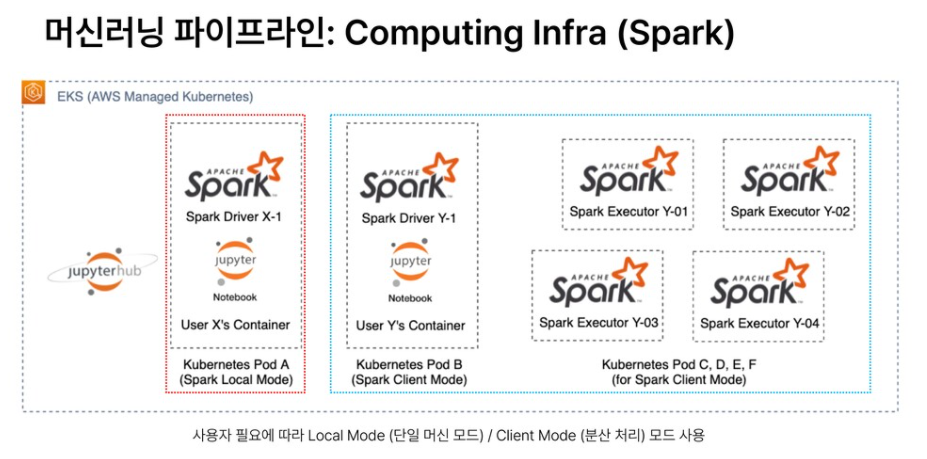 머신러닝 파이프라인: Computing Infra (Spark)
EKS (AWS Managed Kubernetes)
jupyterhub
APACHE
Spark
Spark Driver X-1
jupyter
Notebook
User X's Container
Kubernetes Pod A
(Spark Local Mode)
APACHE
Spark
Spark Driver Y-1
jupyter
Notebook
User Y's Container
Kubernetes Pod B
(Spark Client Mode)
APACHE
Spark
Spark Executor Y-01
APACHE
Spark
Spark Executor Y-02
APACHE
Spark
Spark Executor Y-03
APACHE
Spark
Spark Executor Y-04
Kubernetes Pod C, D, E, F
(for Spark Client Mode)
사용자 필요에 따라 Local Mode (단일 머신 모드) / Client Mode (분산 처리) 모드 사용